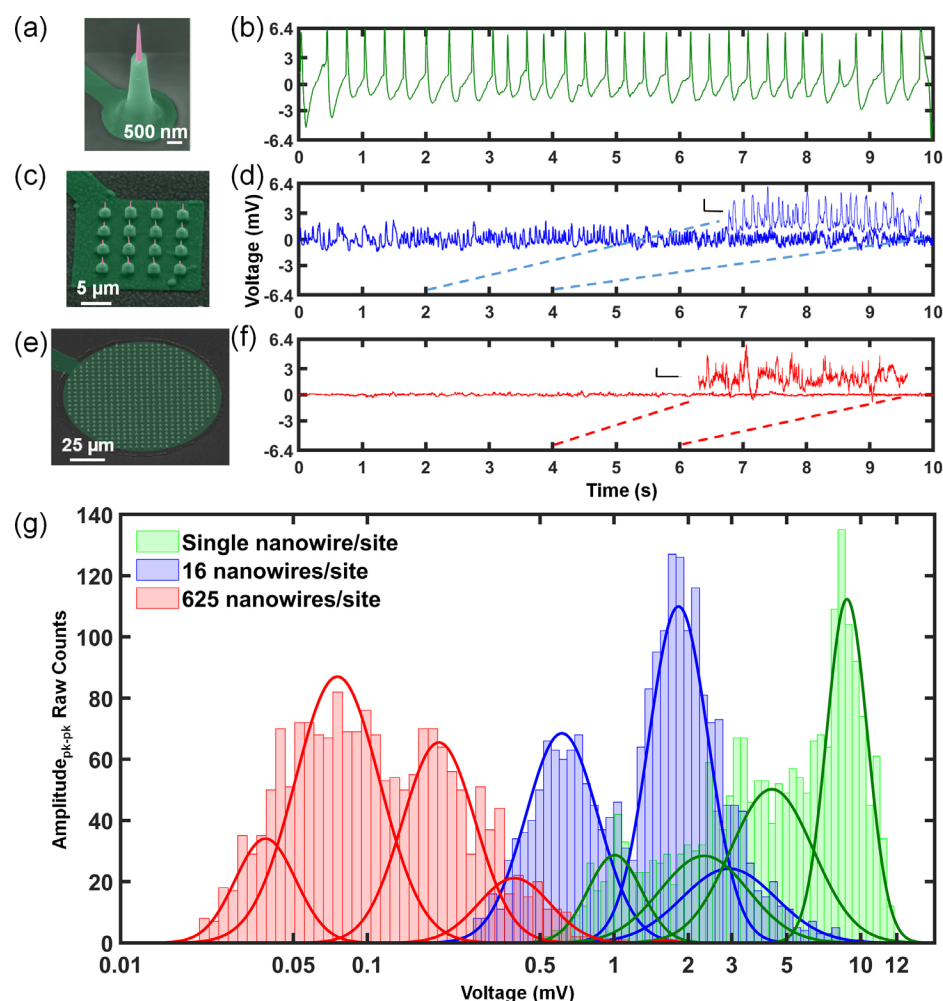 (a)
500 nm
(b)
6.4
3
0
-3
-6.4
0 1 2 3 4 5 6 7 8 9 10
(c)
5 µm
(d)
Voltage (mV)
6.4
3
0
-3
-6.4
0 1 2 3 4 5 6 7 8 9 10
(e)
25 µm
(f)
6.4
3
0
-3
-6.4
0 1 2 3 4 5 6 7 8 9 10
Time (s)
(g)
Amplitudepk-pk Raw Counts
140
120
100
80
60
40
20
0
Single nanowire/site
16 nanowires/site
625 nanowires/site
0.01 0.05 0.1 0.5 1 2 3 5 10 12
Voltage (mV)